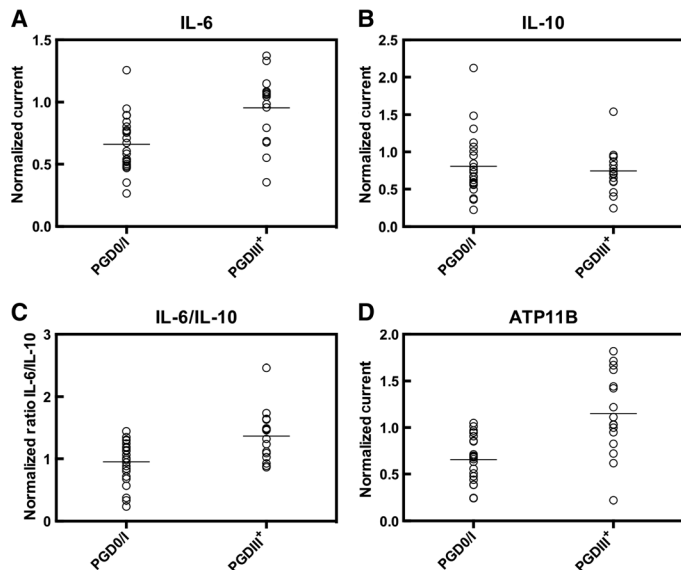 A
IL-6
Normalized current
1.5
1.0
0.5
0.0
PGD0/I
PGDIII+
B
IL-10
Normalized current
2.5
2.0
1.5
1.0
0.5
0.0
PGD0/I
PGDIII+
C
IL-6/IL-10
Normalized ratio IL-6/IL-10
3
2
1
0
PGD0/I
PGDIII+
D
ATP11B
Normalized current
2.0
1.5
1.0
0.5
0.0
PGD0/I
PGDIII+